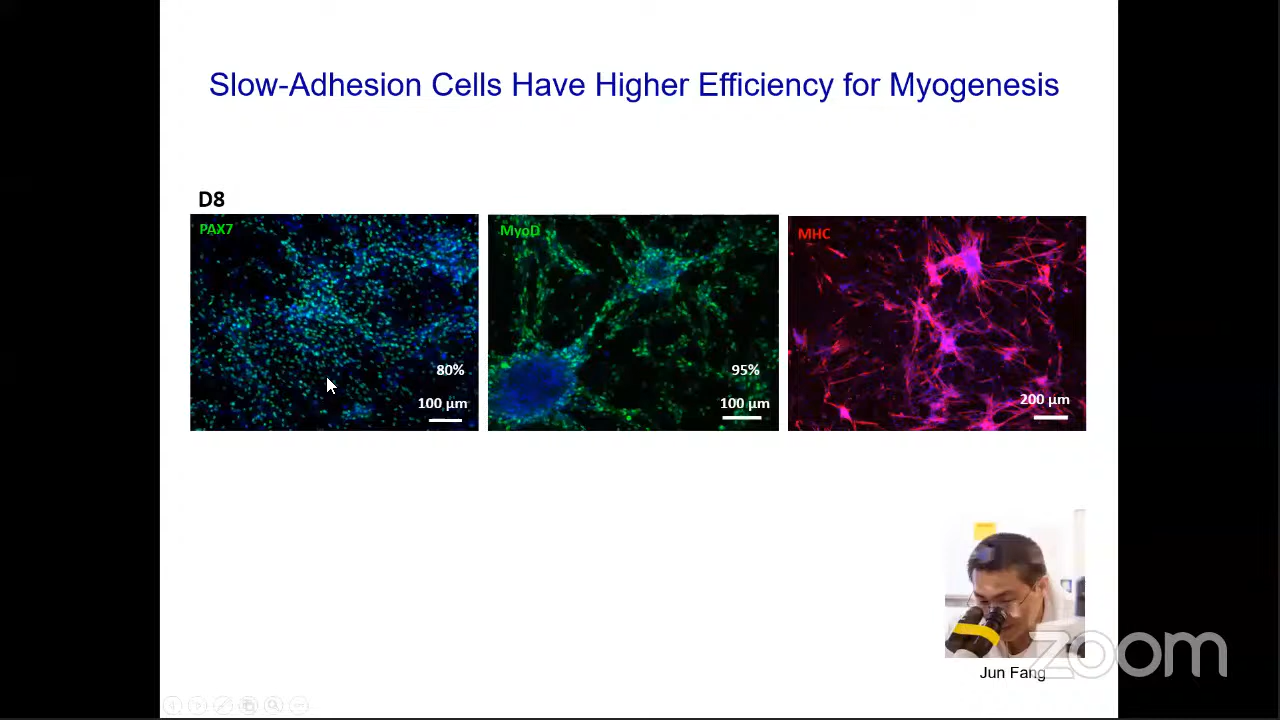 Slow-Adhesion Cells Have Higher Efficiency for Myogenesis
D8
PAX7
80%
100 µm
MyoD
95%
100 µm
MHC
200 µm
Jun Fang
zoom